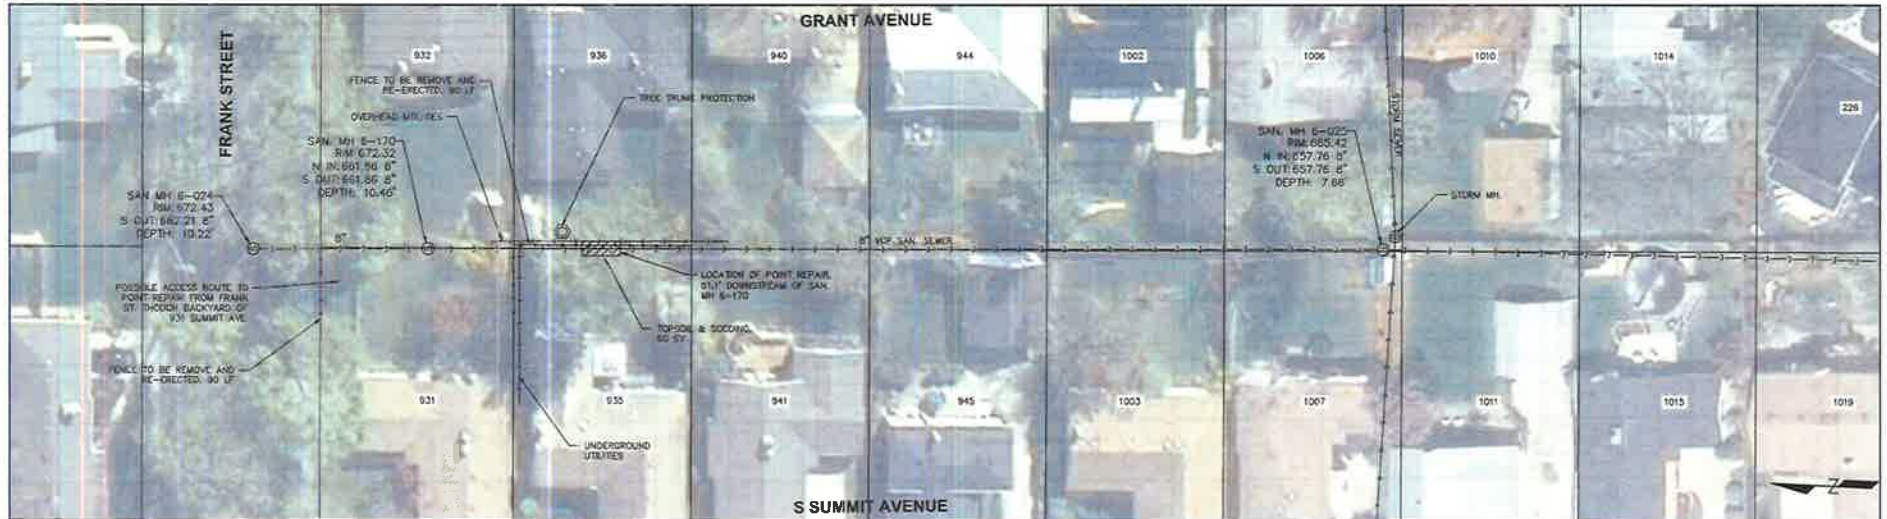 GRANT AVENUE
FRANK STREET
932
936
940
944
1002
1006
1010
1014
226
FENCE TO BE REMOVE AND
RE-ERECTED, 90 LF
TREE TRUNK PROTECTION
OVERHEAD UTILITIES
SAN. MH 6-170
RIM: 672.32
N IN: 661.86 8"
S OUT: 661.86 8"
DEPTH: 10.46'
SAN. MH 6-024
RIM: 672.43
S OUT: 662.21 8"
DEPTH: 10.22'
SAN. MH 6-025
RIM: 665.42
N IN: 657.76 8"
S OUT: 657.76 8"
DEPTH: 7.66'
STORM SEWER
STORM MH.
8"
8" VCP SAN. SEWER
POSSIBLE ACCESS ROUTE TO
POINT REPAIR FROM FRANK
ST. THOOGH BACKYARD OF
931 SUMMIT AVE
LOCATION OF POINT REPAIR,
51.1' DOWNSTREAM OF SAN.
MH 6-170
TOPSOIL & SODDING,
60 SY
FENCE TO BE REMOVE AND
RE-ERECTED, 90 LF
UNDERGROUND
UTILITIES
931
935
941
945
1003
1007
1011
1015
1019
S SUMMIT AVENUE
Z